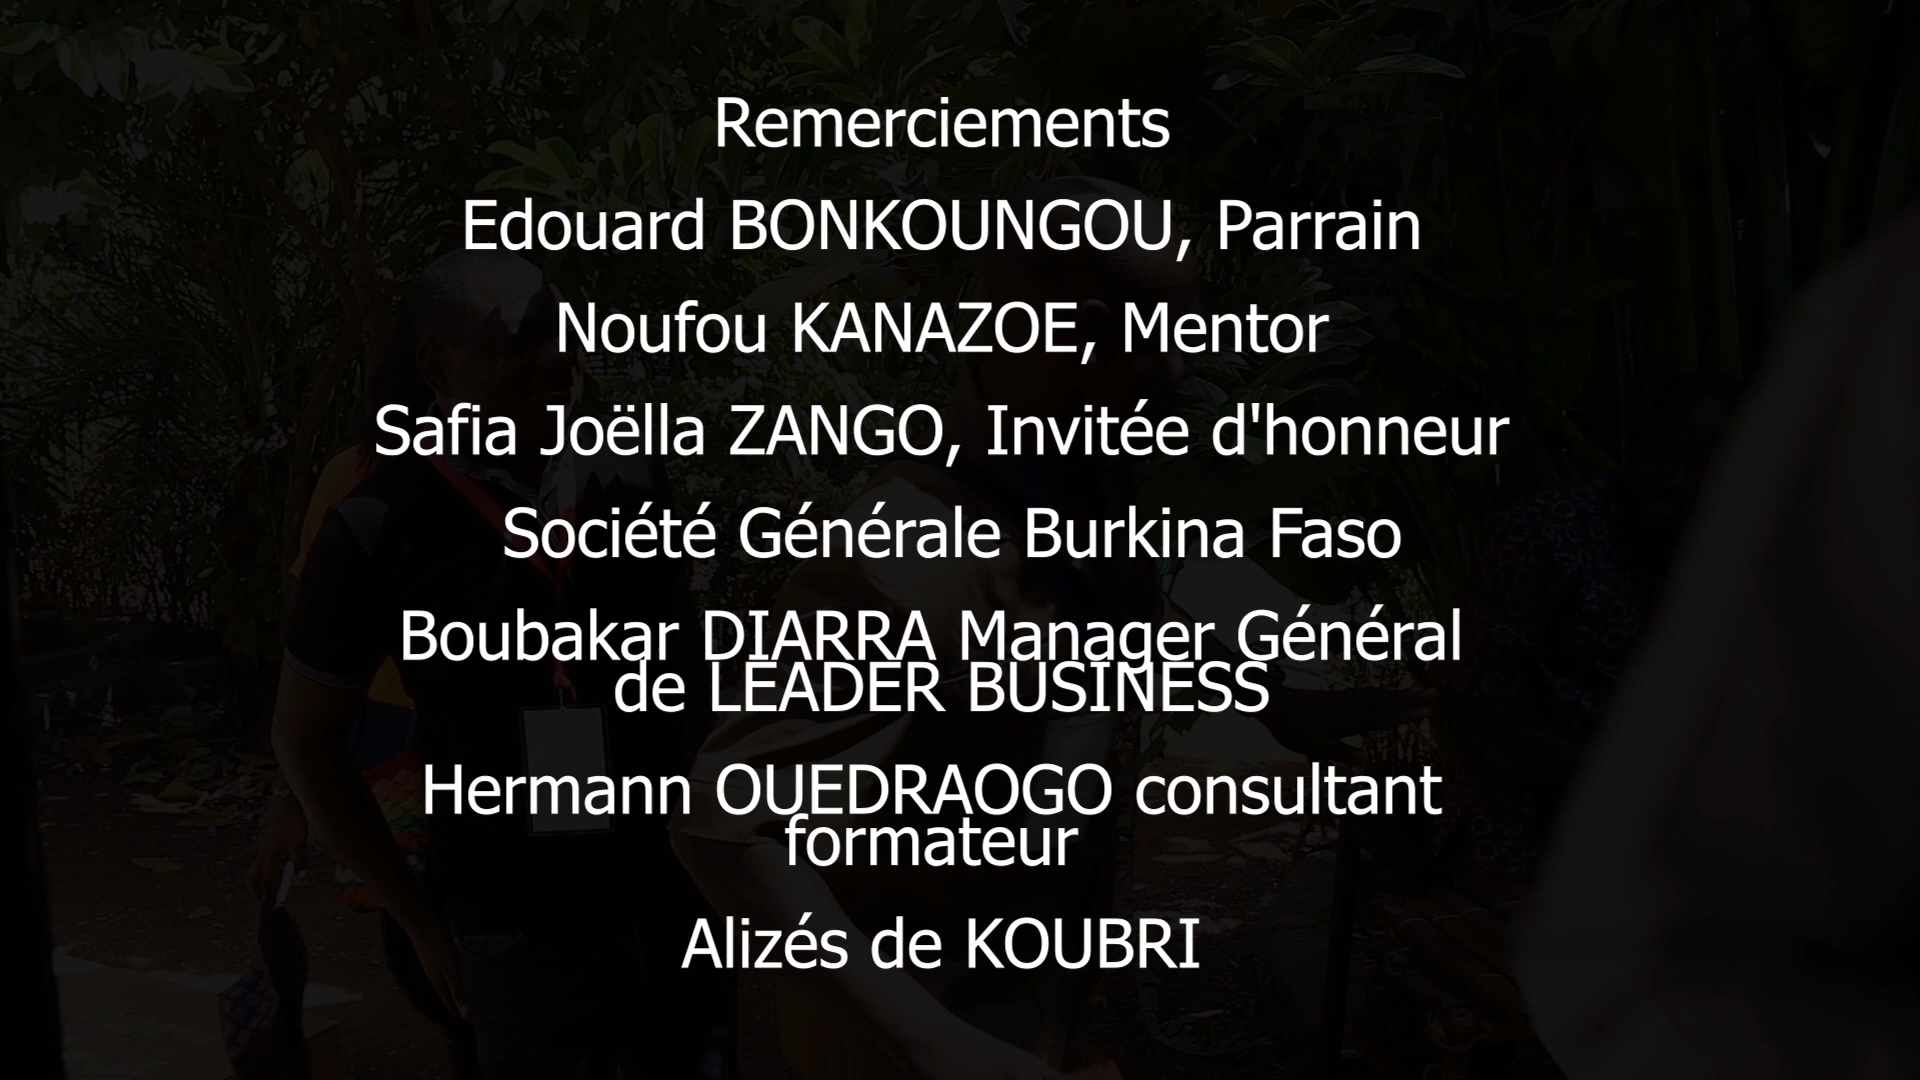 Remerciements
Edouard BONKOUNGOU, Parrain
Noufou KANAZOE, Mentor
Safia Joëlla ZANGO, Invitée d'honneur
Société Générale Burkina Faso
Boubakar DIARRA Manager Général
de LEADER BUSINESS
Hermann OUEDRAOGO consultant
formateur
Alizés de KOUBRI